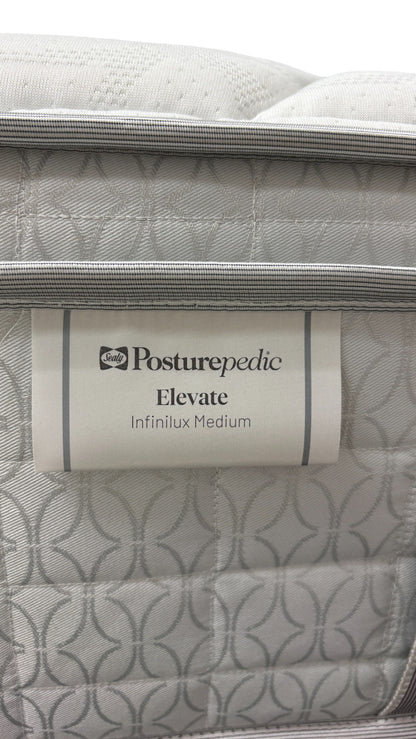 Sealy Posturepedic
Elevate
Infinilux Medium